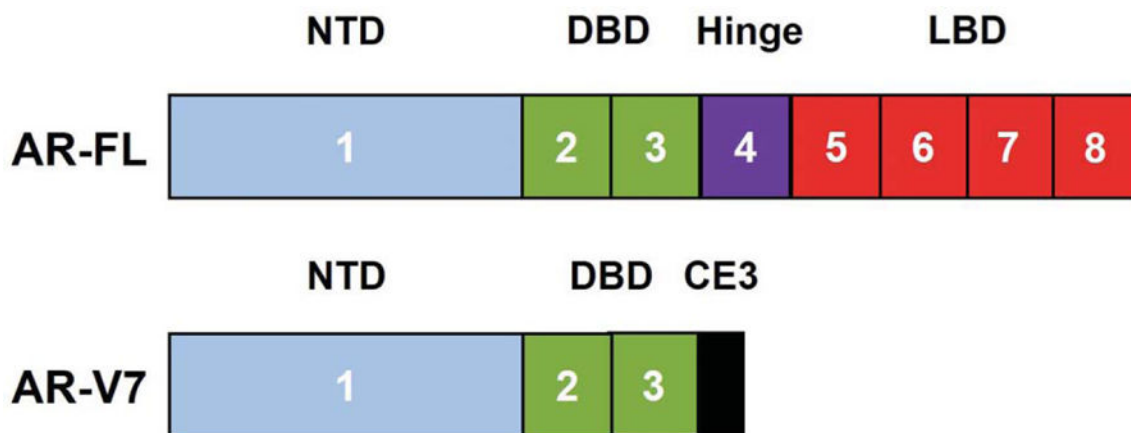 NTD DBD Hinge LBD
AR-FL 1 2 3 4 5 6 7 8
NTD DBD CE3
AR-V7 1 2 3